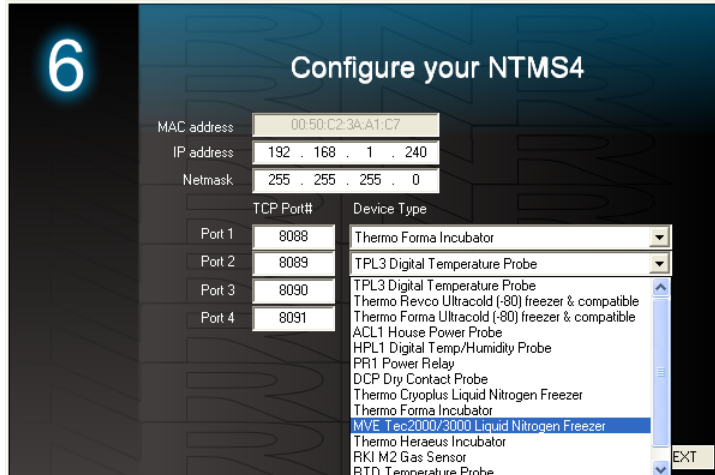 6
Configure your NTMS4
MAC address 00:50:C2:3A:A1:C7
IP address 192 . 168 . 1 . 240
Netmask 255 . 255 . 255 . 0
TCP Port# Device Type
Port 1 8088 Thermo Forma Incubator
Port 2 8089 TPL3 Digital Temperature Probe
Port 3 8090
Port 4 8091
TPL3 Digital Temperature Probe
Thermo Revco Ultracold (-80) freezer & compatible
Thermo Forma Ultracold (-80) freezer & compatible
ACL1 House Power Probe
HPL1 Digital Temp/Humidity Probe
PR1 Power Relay
DCP Dry Contact Probe
Thermo Cryoplus Liquid Nitrogen Freezer
Thermo Forma Incubator
MVE Tec2000/3000 Liquid Nitrogen Freezer
Thermo Heraeus Incubator
RKI M2 Gas Sensor
RTD Temperature Probe
EXT